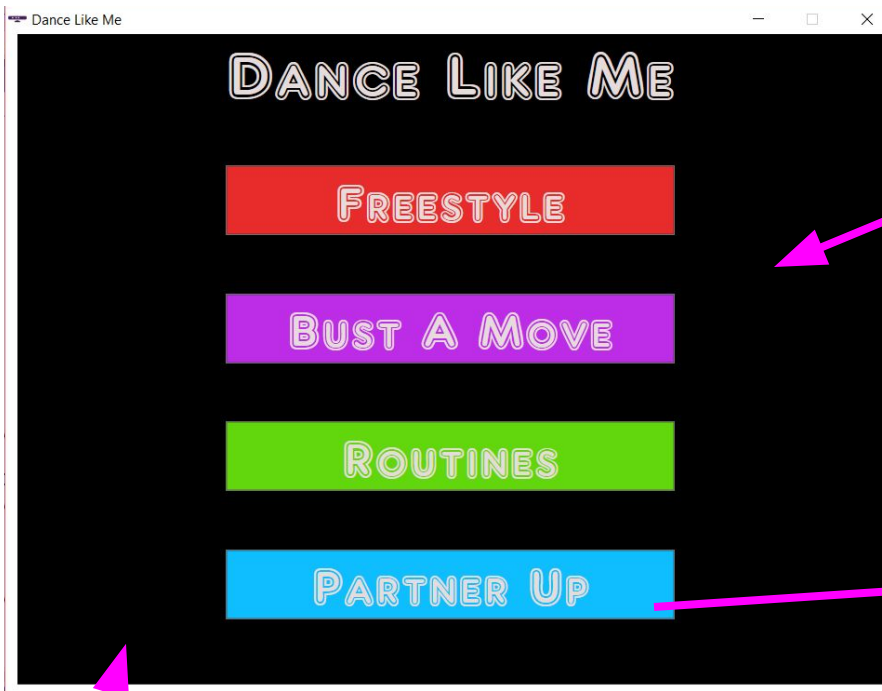 Dance Like Me
Dance Like Me
Freestyle
Bust A Move
Routines
Partner Up